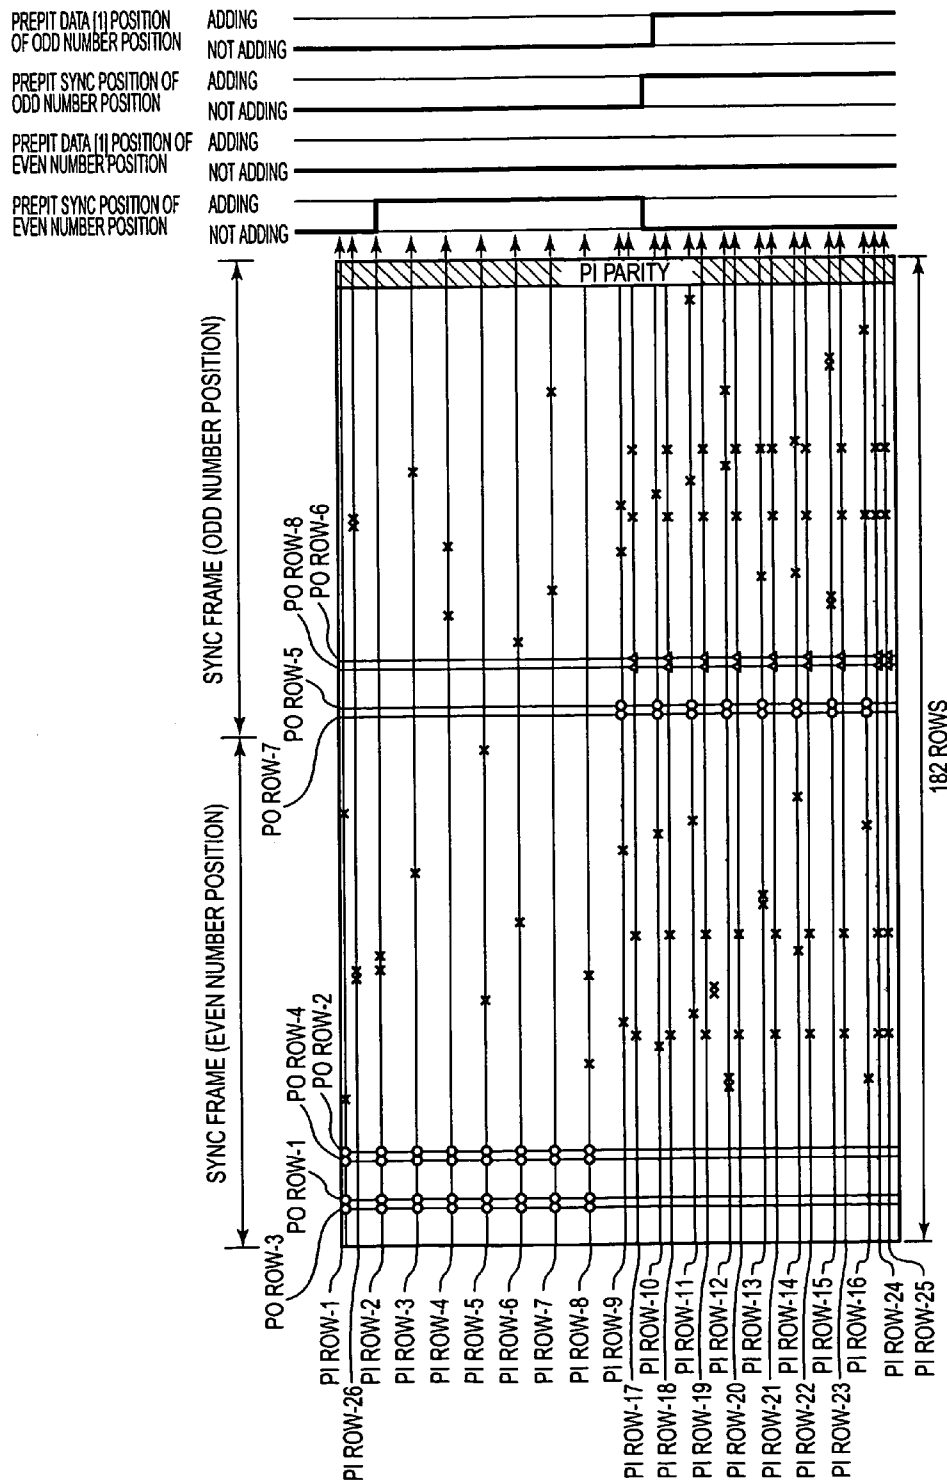 PREPIT DATA [1] POSITION
OF ODD NUMBER POSITION
ADDING
NOT ADDING
PREPIT SYNC POSITION OF
ODD NUMBER POSITION
ADDING
NOT ADDING
PREPIT DATA [1] POSITION OF
EVEN NUMBER POSITION
ADDING
NOT ADDING
PREPIT SYNC POSITION OF
EVEN NUMBER POSITION
ADDING
NOT ADDING
PI PARITY
SYNC FRAME (ODD NUMBER POSITION)
PO ROW-8
PO ROW-6
PO ROW-5
PO ROW-7
SYNC FRAME (EVEN NUMBER POSITION)
PO ROW-4
PO ROW-2
PO ROW-1
PO ROW-3
182 ROWS
PI ROW-1
PI ROW-26
PI ROW-2
PI ROW-3
PI ROW-4
PI ROW-5
PI ROW-6
PI ROW-7
PI ROW-8
PI ROW-9
PI ROW-17
PI ROW-10
PI ROW-18
PI ROW-11
PI ROW-19
PI ROW-12
PI ROW-20
PI ROW-13
PI ROW-21
PI ROW-14
PI ROW-22
PI ROW-15
PI ROW-23
PI ROW-16
PI ROW-24
PI ROW-25